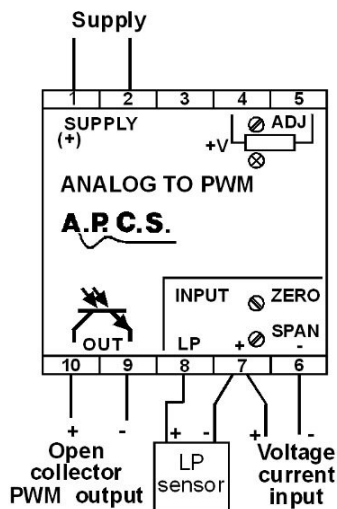 Supply
1 2 3 4 5
SUPPLY
(+)
ADJ
+V
ANALOG TO PWM
A.P.C.S.
INPUT
ZERO
SPAN
OUT
LP + -
10 9 8 7 6
+ - + - + -
Open
collector
PWM output
LP
sensor
Voltage
current
input